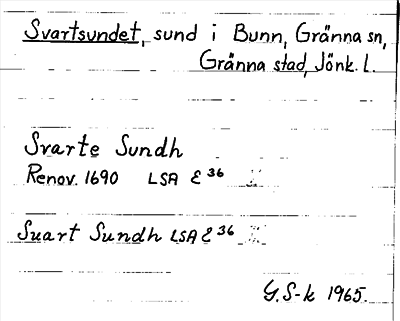 Svartsundet, sund i Bunn, Gränna sn,
Gränna stad, Jönk. l.
Svarte Sundh
Renov. 1690 LSA E 36
Suart Sundh LSA E 36
G. S-k 1965.